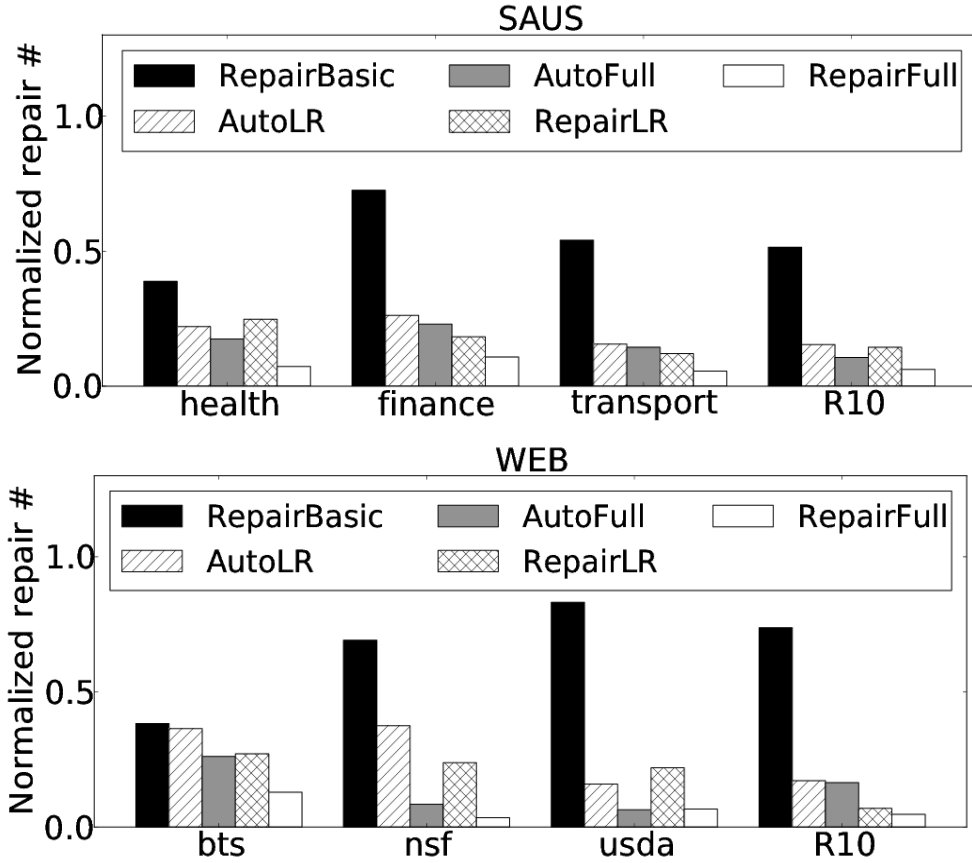 SAUS
Normalized repair #
RepairBasic AutoFull RepairFull
AutoLR RepairLR
1.0
0.5
0.0
health finance transport R10
WEB
Normalized repair #
RepairBasic AutoFull RepairFull
AutoLR RepairLR
1.0
0.5
0.0
bts nsf usda R10